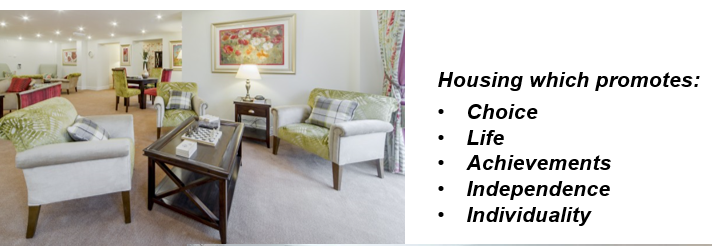 Housing which promotes:
• Choice
• Life
• Achievements
• Independence
• Individuality